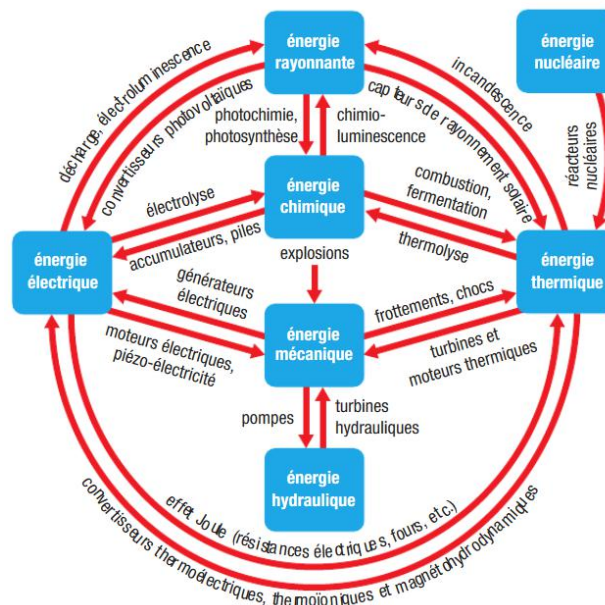 énergie
rayonnante
énergie
nucléaire
décharge, électroluminescence
convertisseurs photovoltaïques
photochimie,
photosynthèse
chimio-
luminescence
capteurs de rayonnement solaire
incandescence
réacteurs
nucléaires
électrolyse
accumulateurs, piles
énergie
chimique
combustion,
fermentation
thermolyse
énergie
électrique
explosions
énergie
thermique
générateurs
électriques
moteurs électriques,
piézo-électricité
énergie
mécanique
frottements, chocs
turbines et
moteurs thermiques
pompes
turbines
hydrauliques
énergie
hydraulique
effet Joule (résistances électriques, fours, etc.)
convertisseurs thermoélectriques, thermoïoniques et magnétohydrodynamiques